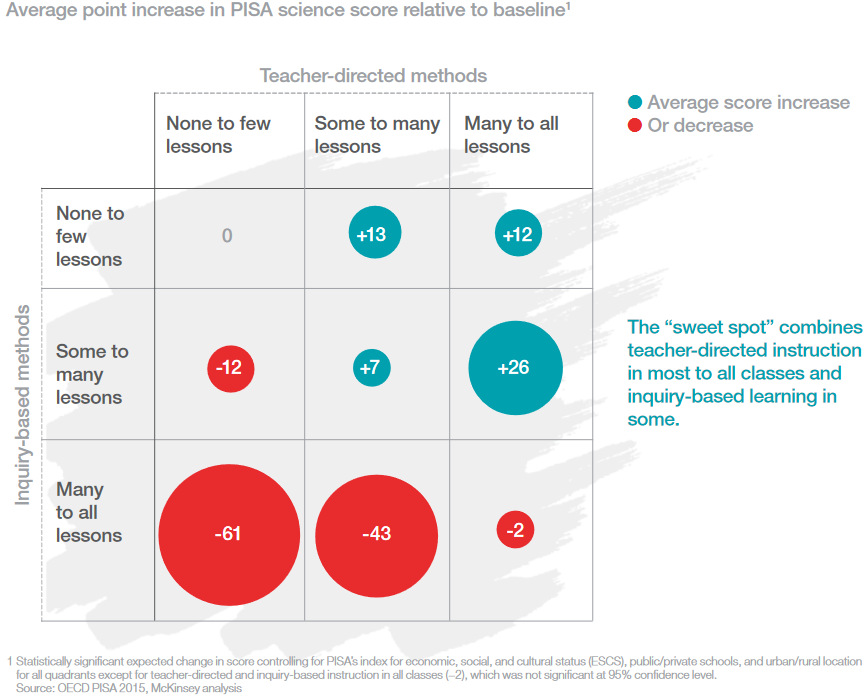 Average point increase in PISA science score relative to baseline1
Teacher-directed methods
None to few
lessons
Some to many
lessons
Many to all
lessons
Average score increase
Or decrease
Inquiry-based methods
None to
few
lessons
0
+13
+12
Some to
many
lessons
-12
+7
+26
The “sweet spot” combines
teacher-directed instruction
in most to all classes and
inquiry-based learning in
some.
Many
to all
lessons
-61
-43
-2
1 Statistically significant expected change in score controlling for PISA's index for economic, social, and cultural status (ESCS), public/private schools, and urban/rural location
for all quadrants except for teacher-directed and inquiry-based instruction in all classes (–2), which was not significant at 95% confidence level.
Source: OECD PISA 2015, McKinsey analysis